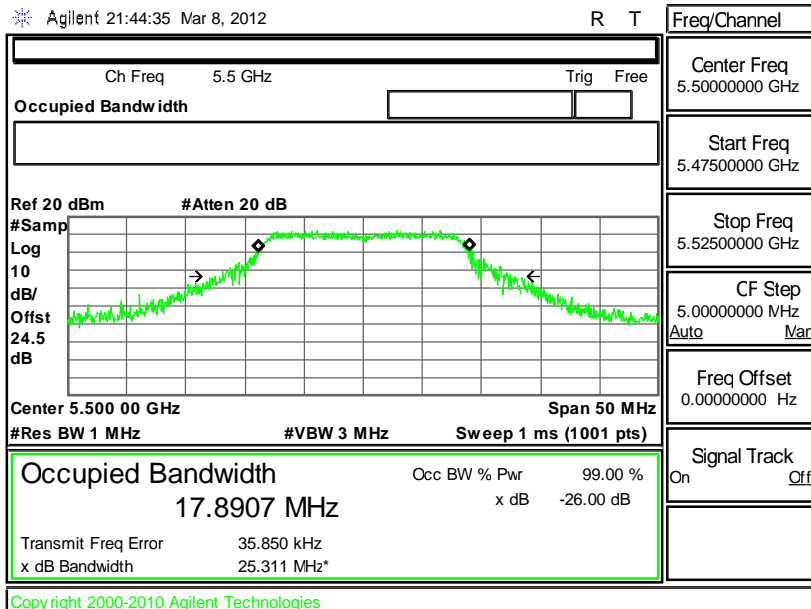 Agilent 21:44:35 Mar 8, 2012 R T
Freq/Channel
Ch Freq 5.5 GHz Trig Free
Occupied Bandwidth
Center Freq
5.50000000 GHz
Start Freq
5.47500000 GHz
Stop Freq
5.52500000 GHz
CF Step
5.00000000 MHz
Auto Man
Freq Offset
0.00000000 Hz
Signal Track
On Off
Ref 20 dBm #Atten 20 dB
#Samp
Log
10
dB/
Offst
24.5
dB
Center 5.500 00 GHz Span 50 MHz
#Res BW 1 MHz #VBW 3 MHz Sweep 1 ms (1001 pts)
Occupied Bandwidth Occ BW % Pwr 99.00 %
17.8907 MHz x dB -26.00 dB
Transmit Freq Error 35.850 kHz
x dB Bandwidth 25.311 MHz*
Copyright 2000-2010 Agilent Technologies